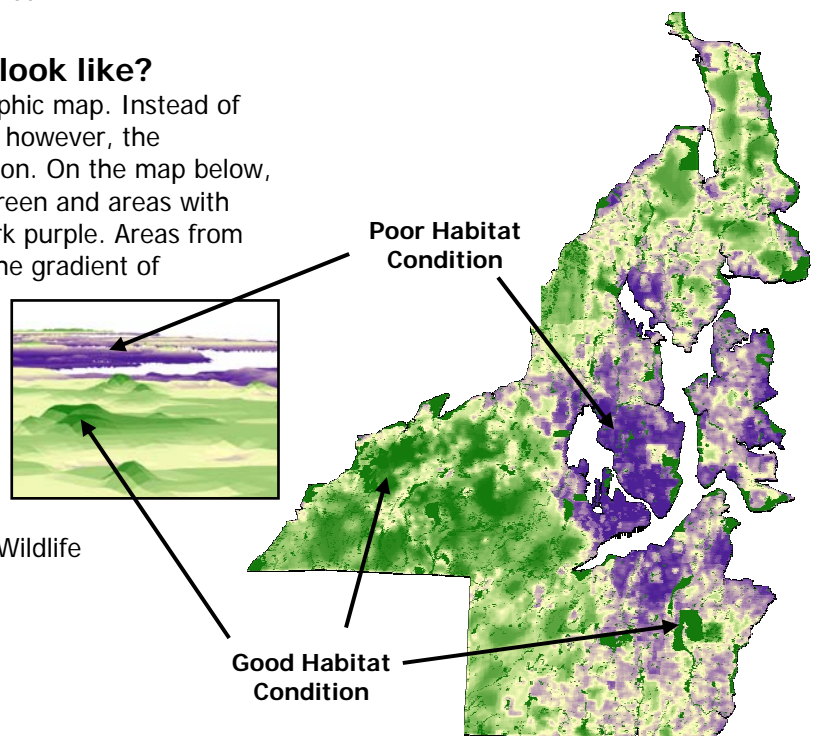 look like?
phic map. Instead of
however, the
on. On the map below,
reen and areas with
rk purple. Areas from
ne gradient of
Wildlife
Poor Habitat
Condition
Good Habitat
Condition